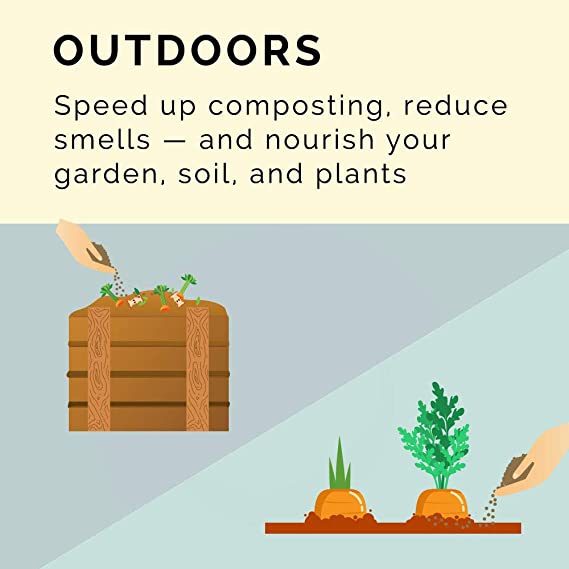 OUTDOORS
Speed up composting, reduce
smells — and nourish your
garden, soil, and plants